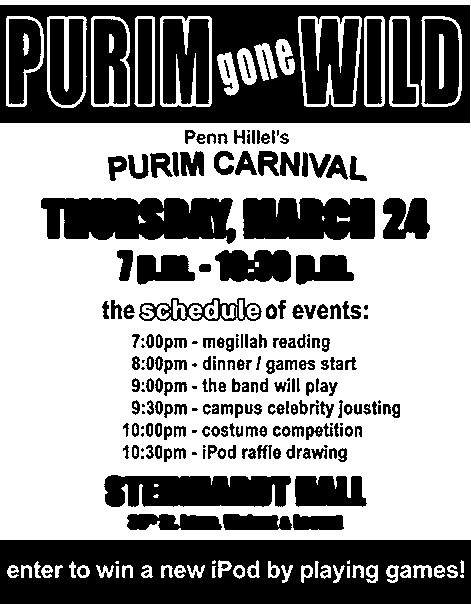 PURIM gone WILD
Penn Hillel's
PURIM CARNIVAL
THURSDAY, MARCH 24
7 p.m. - 10:30 p.m.
the schedule of events:
7:00pm - megillah reading
8:00pm - dinner / games start
9:00pm - the band will play
9:30pm - campus celebrity jousting
10:00pm - costume competition
10:30pm - iPod raffle drawing
STEINHARDT HALL
enter to win a new iPod by playing games!